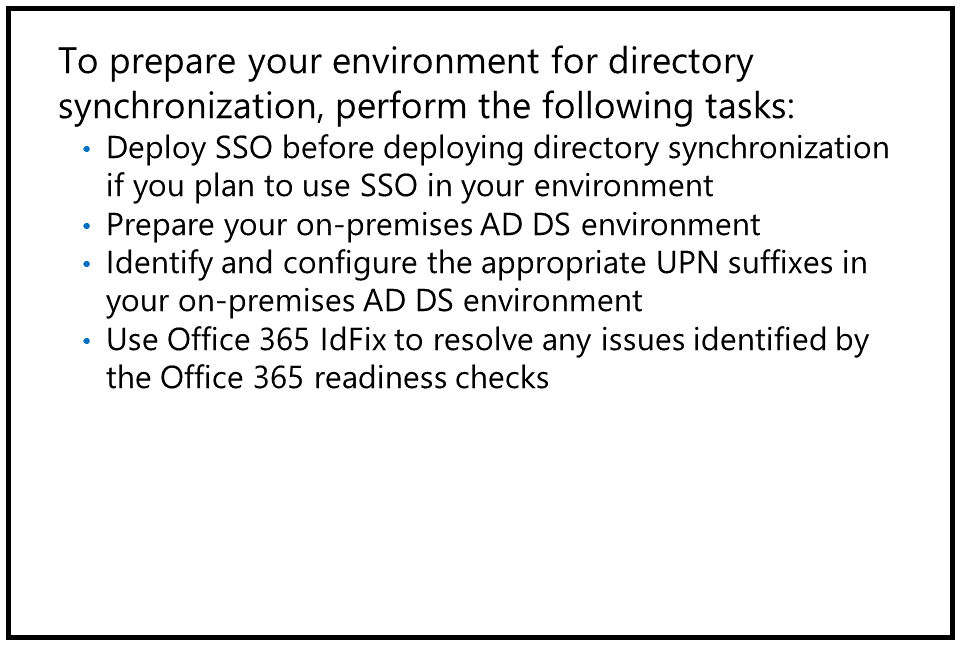 To prepare your environment for directory
synchronization, perform the following tasks:
• Deploy SSO before deploying directory synchronization
if you plan to use SSO in your environment
• Prepare your on-premises AD DS environment
• Identify and configure the appropriate UPN suffixes in
your on-premises AD DS environment
• Use Office 365 IdFix to resolve any issues identified by
the Office 365 readiness checks